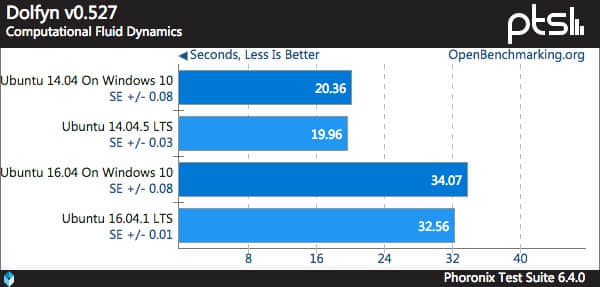 Dolfyn v0.527
Computational Fluid Dynamics
pts
Seconds, Less Is Better
OpenBenchmarking.org
Ubuntu 14.04 On Windows 10
SE +/- 0.08
20.36
Ubuntu 14.04.5 LTS
SE +/- 0.03
19.96
Ubuntu 16.04 On Windows 10
SE +/- 0.08
34.07
Ubuntu 16.04.1 LTS
SE +/- 0.01
32.56
8 16 24 32 40
Phoronix Test Suite 6.4.0